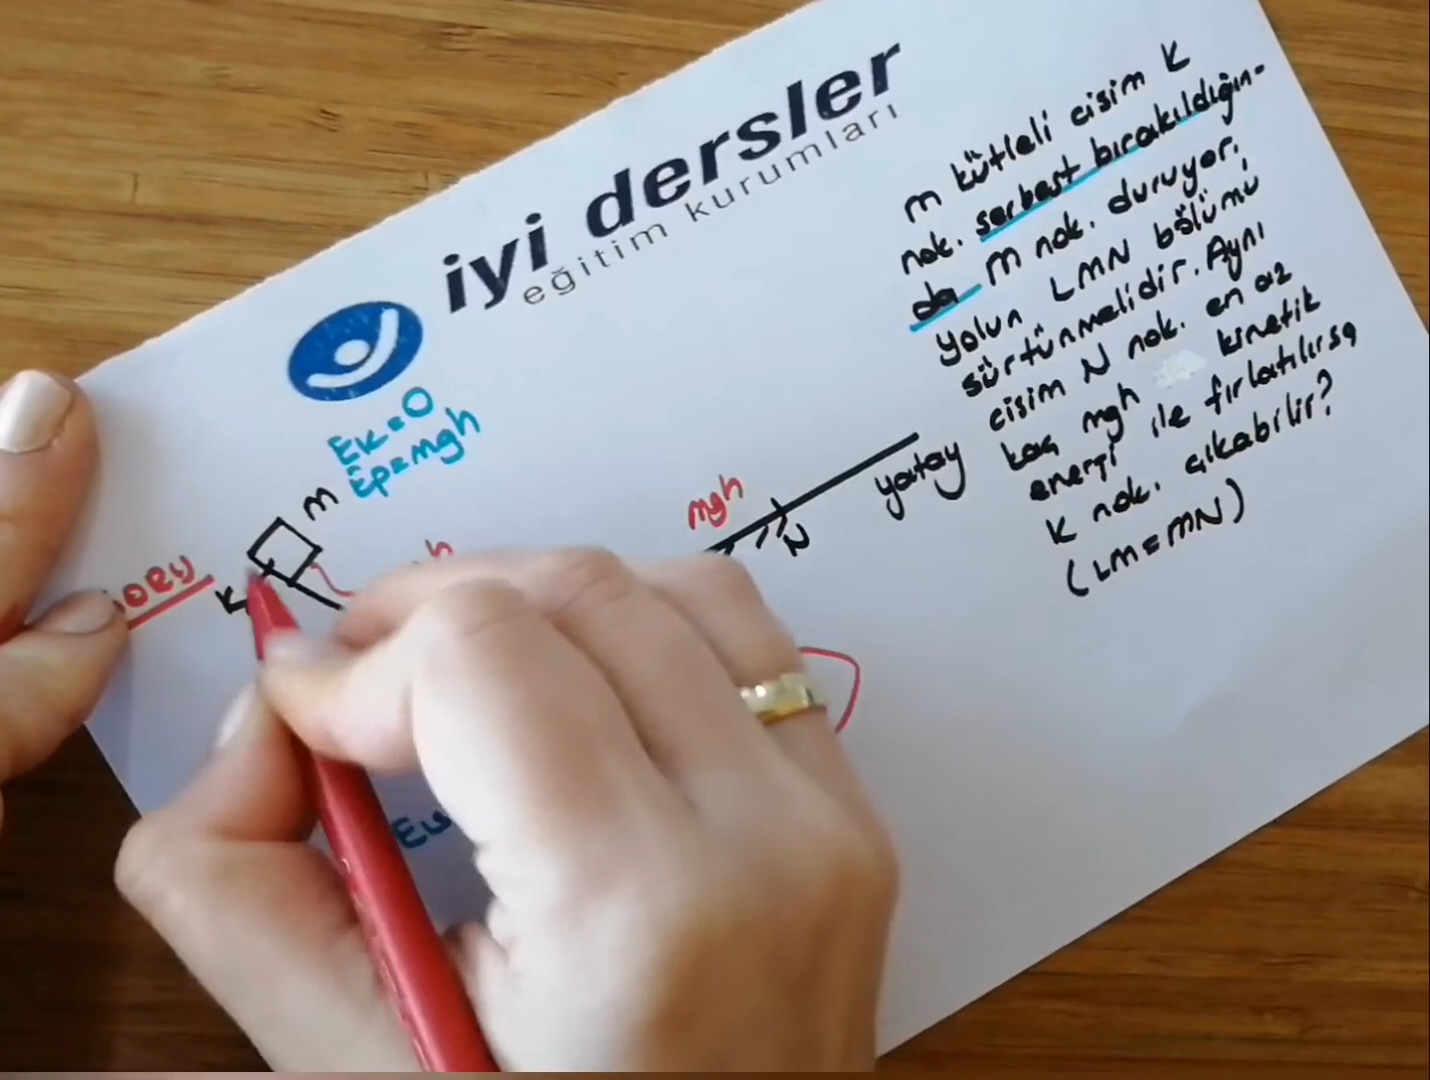 iyi dersler
eğitim kurumları
m kütleli cisim K
nok. serbest bırakıldığın-
da M nok. duruyor.
yolun LMN bölümü
sürtünmelidir. Aynı
cisim N nok. en az
kaç mgh kinetik
enerji ile fırlatılırsa
K nok. çıkabilir?
(LM=MN)
Ek=0
Ep=mgh
m
K
h
mgh
N
yatay